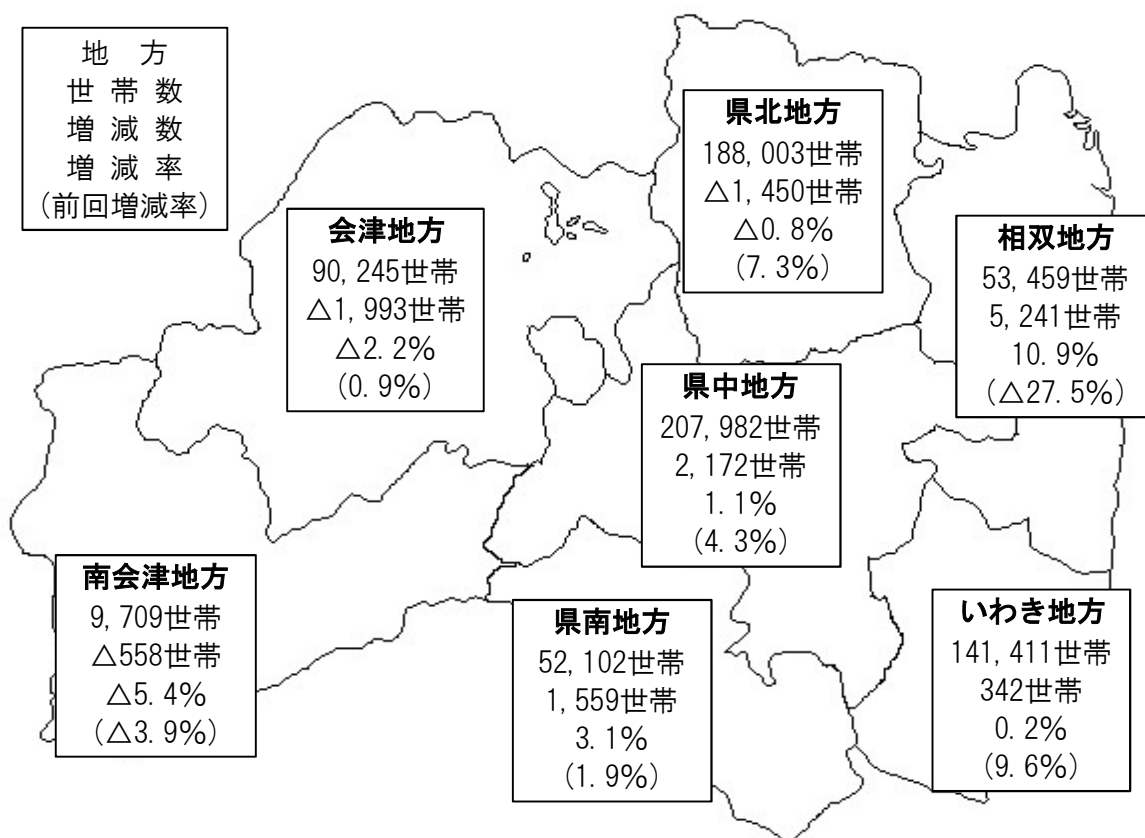 地　方
世 帯 数
増 減 数
増 減 率
(前回増減率)
県北地方
188,003世帯
△1,450世帯
△0.8%
(7.3%)
会津地方
90,245世帯
△1,993世帯
△2.2%
(0.9%)
相双地方
53,459世帯
5,241世帯
10.9%
(△27.5%)
県中地方
207,982世帯
2,172世帯
1.1%
(4.3%)
南会津地方
9,709世帯
△558世帯
△5.4%
(△3.9%)
県南地方
52,102世帯
1,559世帯
3.1%
(1.9%)
いわき地方
141,411世帯
342世帯
0.2%
(9.6%)